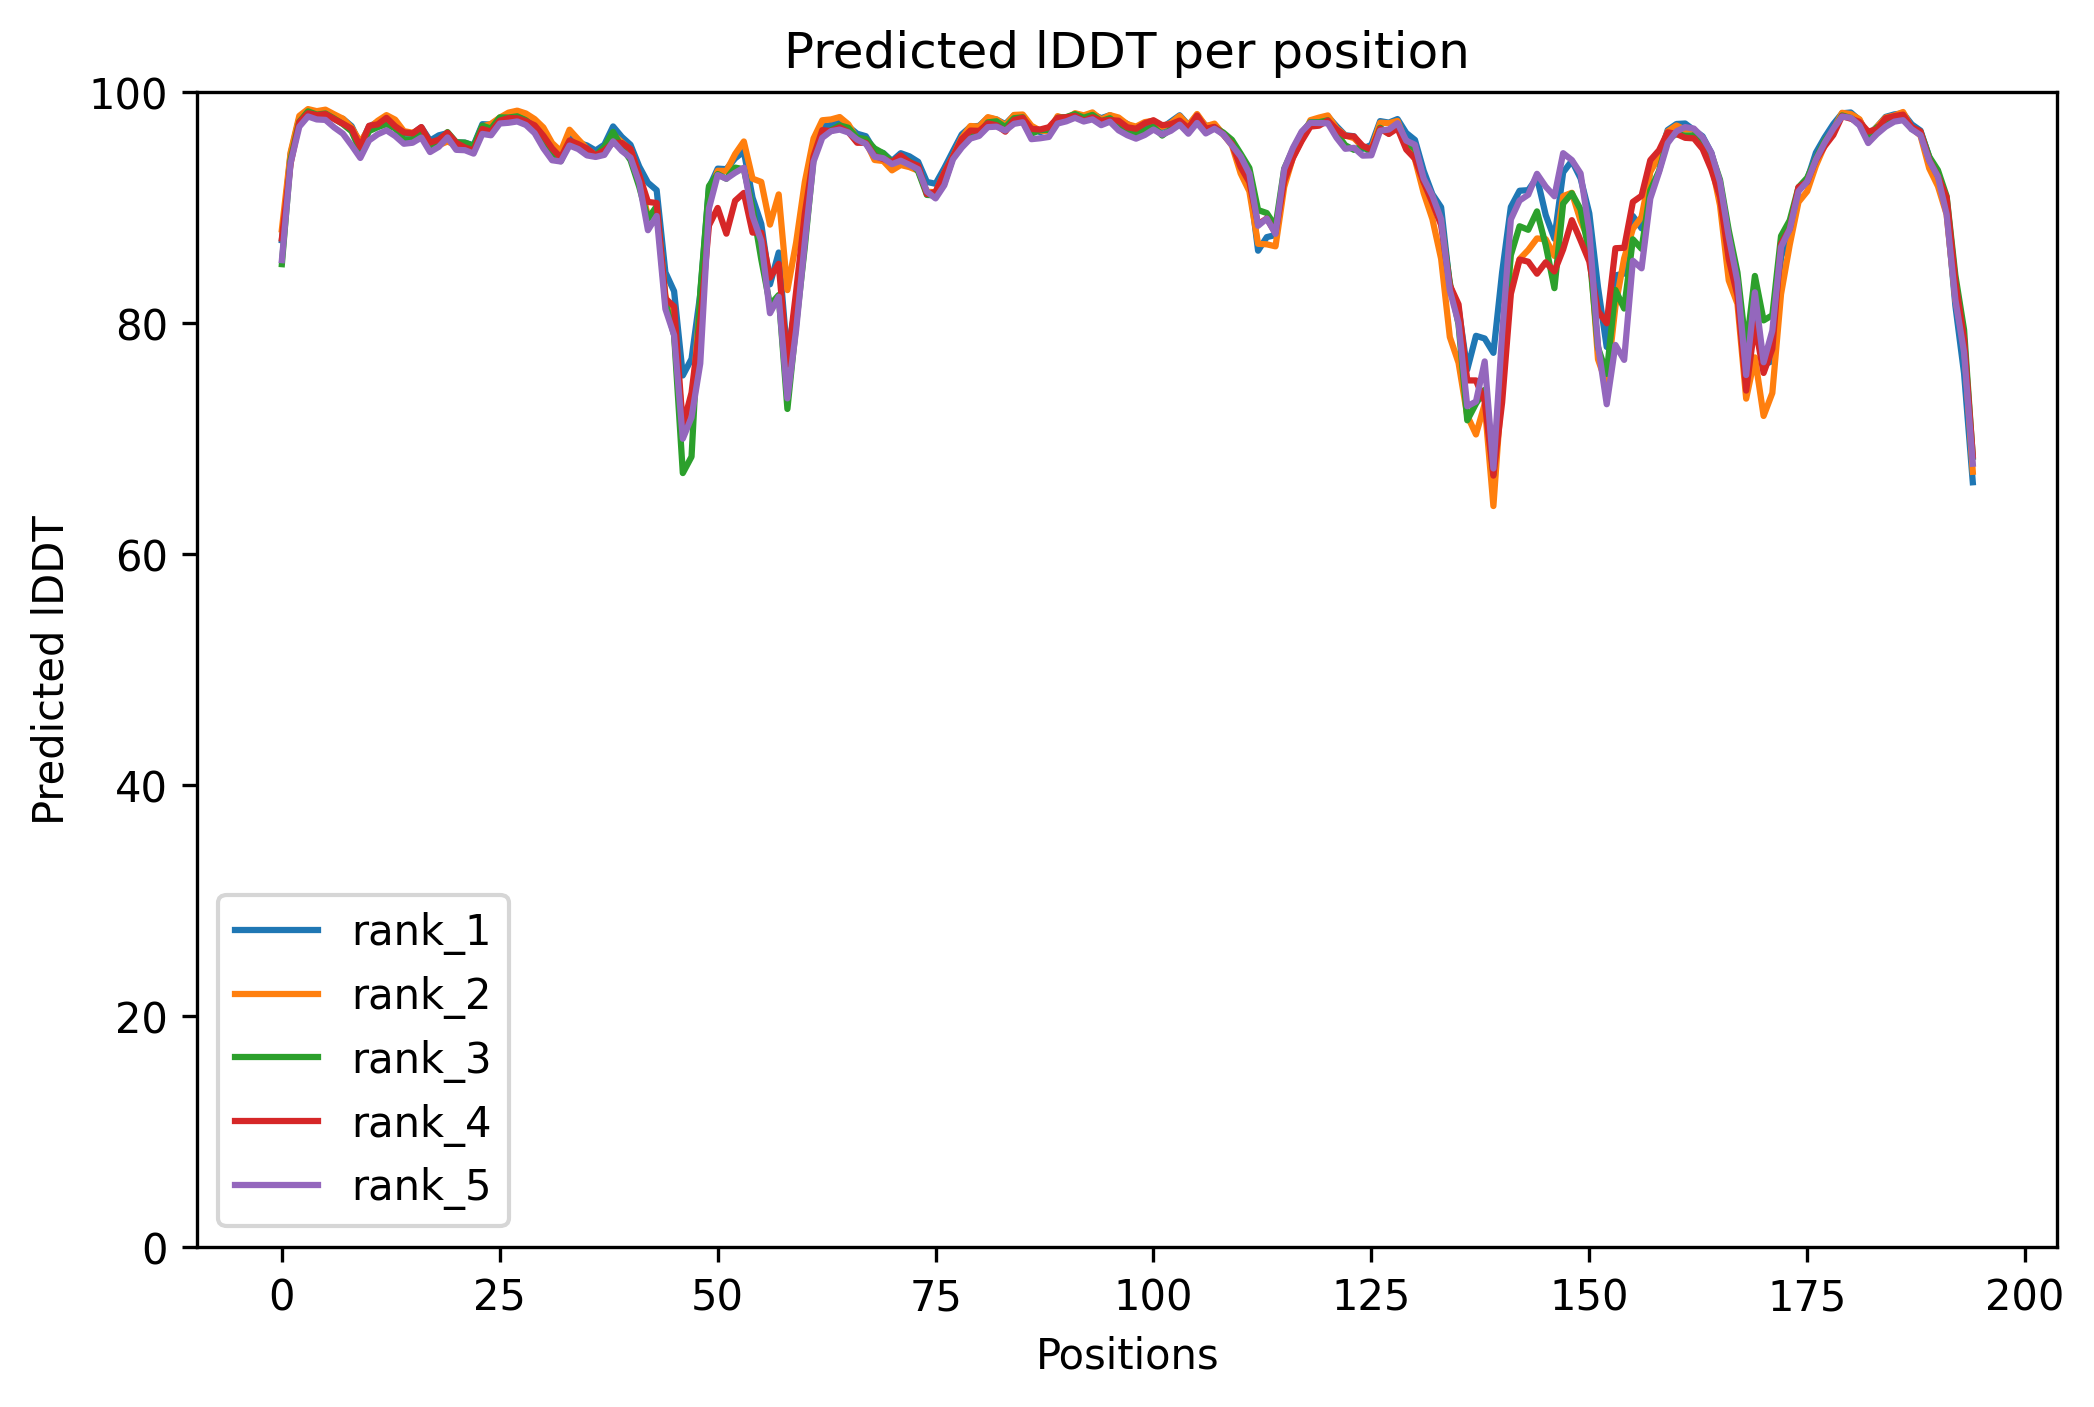 Predicted lDDT per position
100
80
60
40
20
0
Predicted lDDT
rank_1
rank_2
rank_3
rank_4
rank_5
0 25 50 75 100 125 150 175 200
Positions